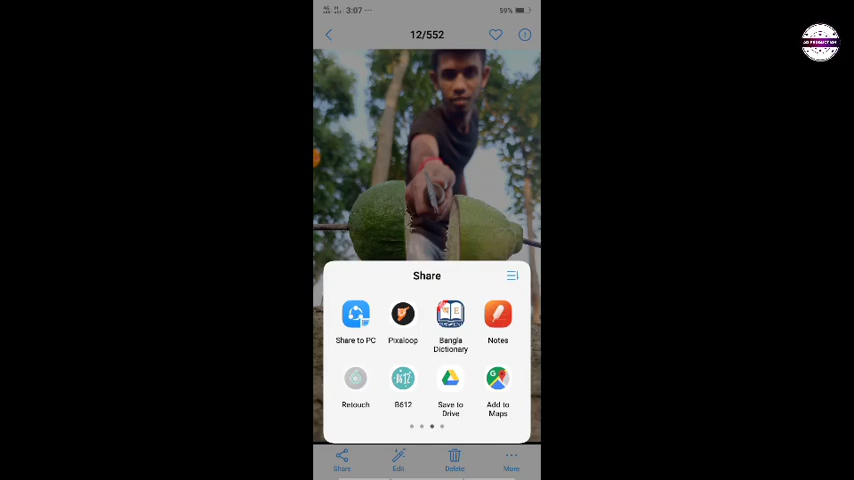 3:07
59%
12/552
Share
Share to PC
Pixaloop
Bangla
Dictionary
Notes
Retouch
B612
Save to
Drive
Add to
Maps
Share
Edit
Delete
More